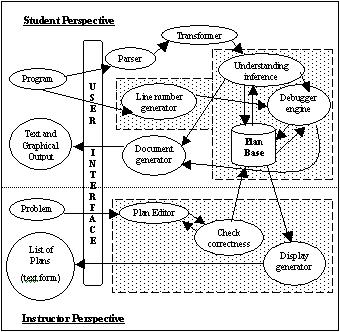 Student Perspective
Transformer
Parser
Understanding
inference
Program
Line number
generator
Debugger
engine
USER INTERFACE
Text and
Graphical
Output
Document
generator
Plan
Base
Problem
Plan Editor
Check
correctness
List of
Plans
(text form)
Display
generator
Instructor Perspective